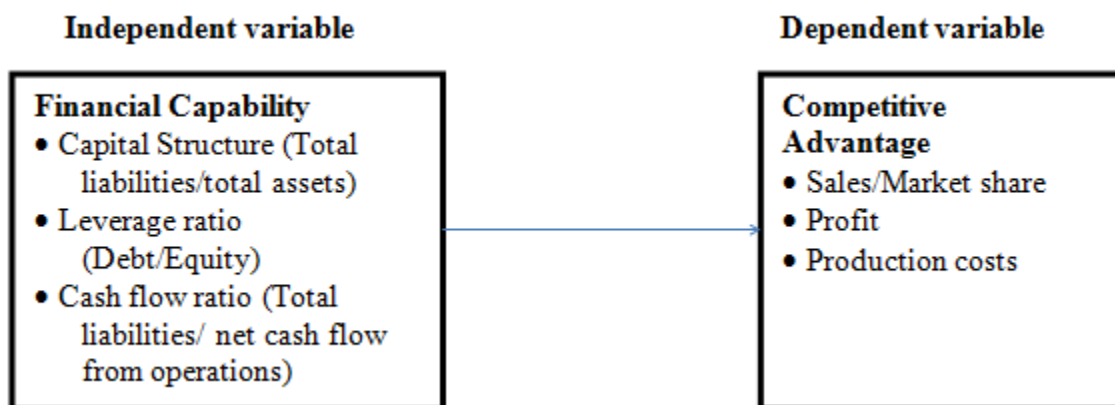 Independent variable
Dependent variable
Financial Capability
• Capital Structure (Total
liabilities/total assets)
• Leverage ratio
(Debt/Equity)
• Cash flow ratio (Total
liabilities/ net cash flow
from operations)
Competitive
Advantage
• Sales/Market share
• Profit
• Production costs